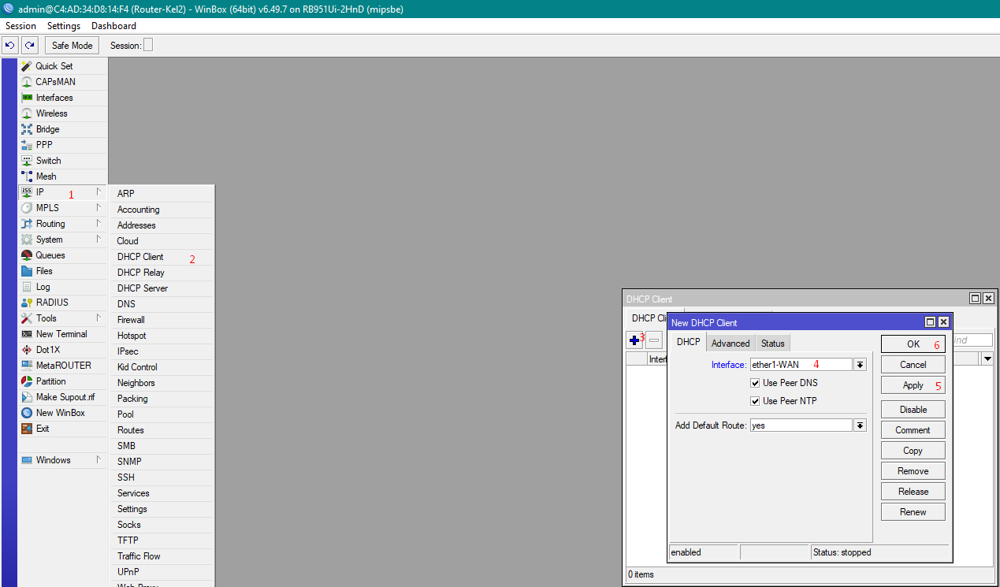 admin@C4:AD:34:D8:14:F4 (Router-Kel2) - WinBox (64bit) v6.49.7 on RB951Ui-2HnD (mipsbe)
Session Settings Dashboard
Safe Mode Session:
Quick Set
CAPsMAN
Interfaces
Wireless
Bridge
PPP
Switch
Mesh
IP 1
MPLS
Routing
System
Queues
Files
Log
RADIUS
Tools
New Terminal
Dot1X
MetaROUTER
Partition
Make Supout.rif
New WinBox
Exit
Windows
ARP
Accounting
Addresses
Cloud
DHCP Client 2
DHCP Relay
DHCP Server
DNS
Firewall
Hotspot
IPsec
Kid Control
Neighbors
Packing
Pool
Routes
SMB
SNMP
SSH
Services
Settings
Socks
TFTP
Traffic Flow
UPnP
DHCP Client
DHCP Cli
3
Interf
0 items
New DHCP Client
DHCP Advanced Status
Interface: ether1-WAN 4
Use Peer DNS
Use Peer NTP
Add Default Route: yes
OK 6
Cancel
Apply 5
Disable
Comment
Copy
Remove
Release
Renew
enabled Status: stopped